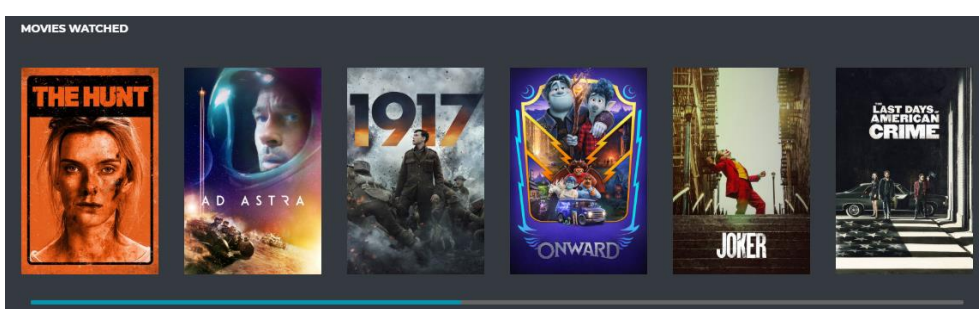 MOVIES WATCHED
THE HUNT
AD ASTRA
1917
ONWARD
JOKER
THE
LAST DAYS OF
AMERICAN
CRIME